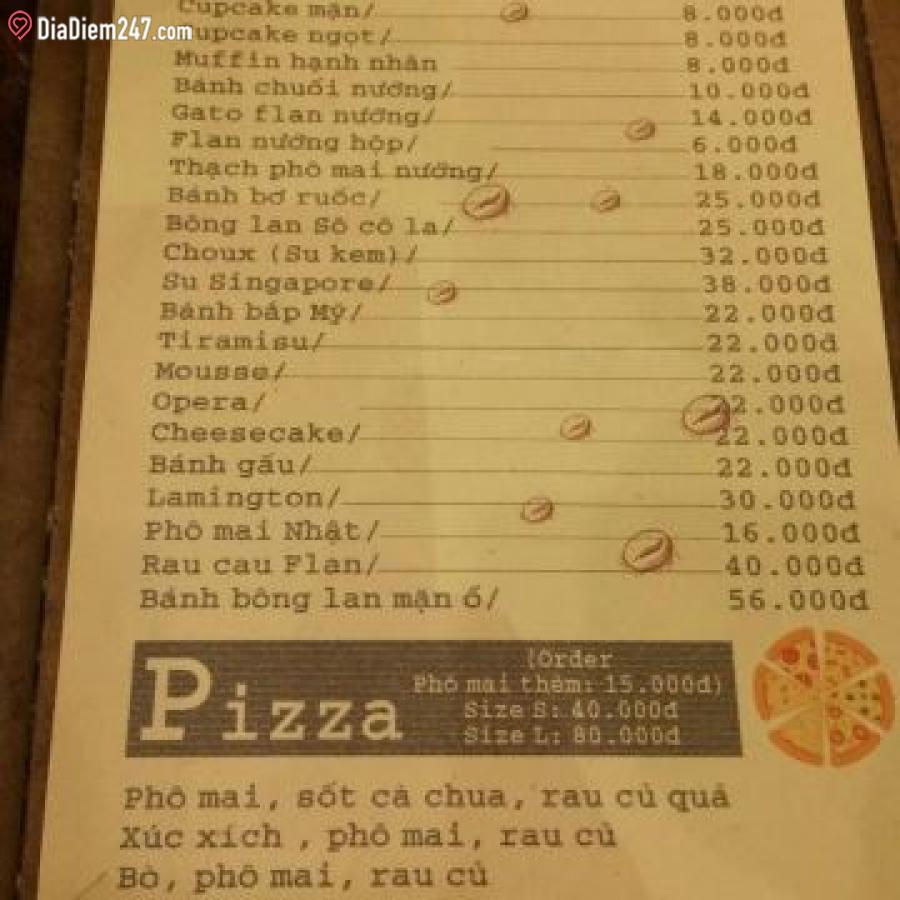 DiaDiem247.com
Cupcake mặn/ 8.000đ
Cupcake ngọt/ 8.000đ
Muffin hạnh nhân 8.000đ
Bánh chuối nướng/ 10.000đ
Gato flan nướng/ 14.000đ
Flan nướng hộp/ 6.000đ
Thạch phô mai nướng/ 18.000đ
Bánh bơ ruốc/ 25.000đ
Bông lan Sô cô la/ 25.000đ
Choux (Su kem)/ 32.000đ
Su Singapore/ 38.000đ
Bánh bắp Mỹ/ 22.000đ
Tiramisu/ 22.000đ
Mousse/ 22.000đ
Opera/ 22.000đ
Cheesecake/ 22.000đ
Bánh gấu/ 22.000đ
Lamington/ 30.000đ
Phô mai Nhật/ 16.000đ
Rau cau Flan/ 40.000đ
Bánh bông lan mặn ổ/ 56.000đ
Pizza
(Order
Phô mai thêm: 15.000đ)
Size S: 40.000đ
Size L: 80.000đ
Phô mai, sốt cà chua, rau củ quả
Xúc xích , phô mai, rau củ
Bò, phô mai, rau củ